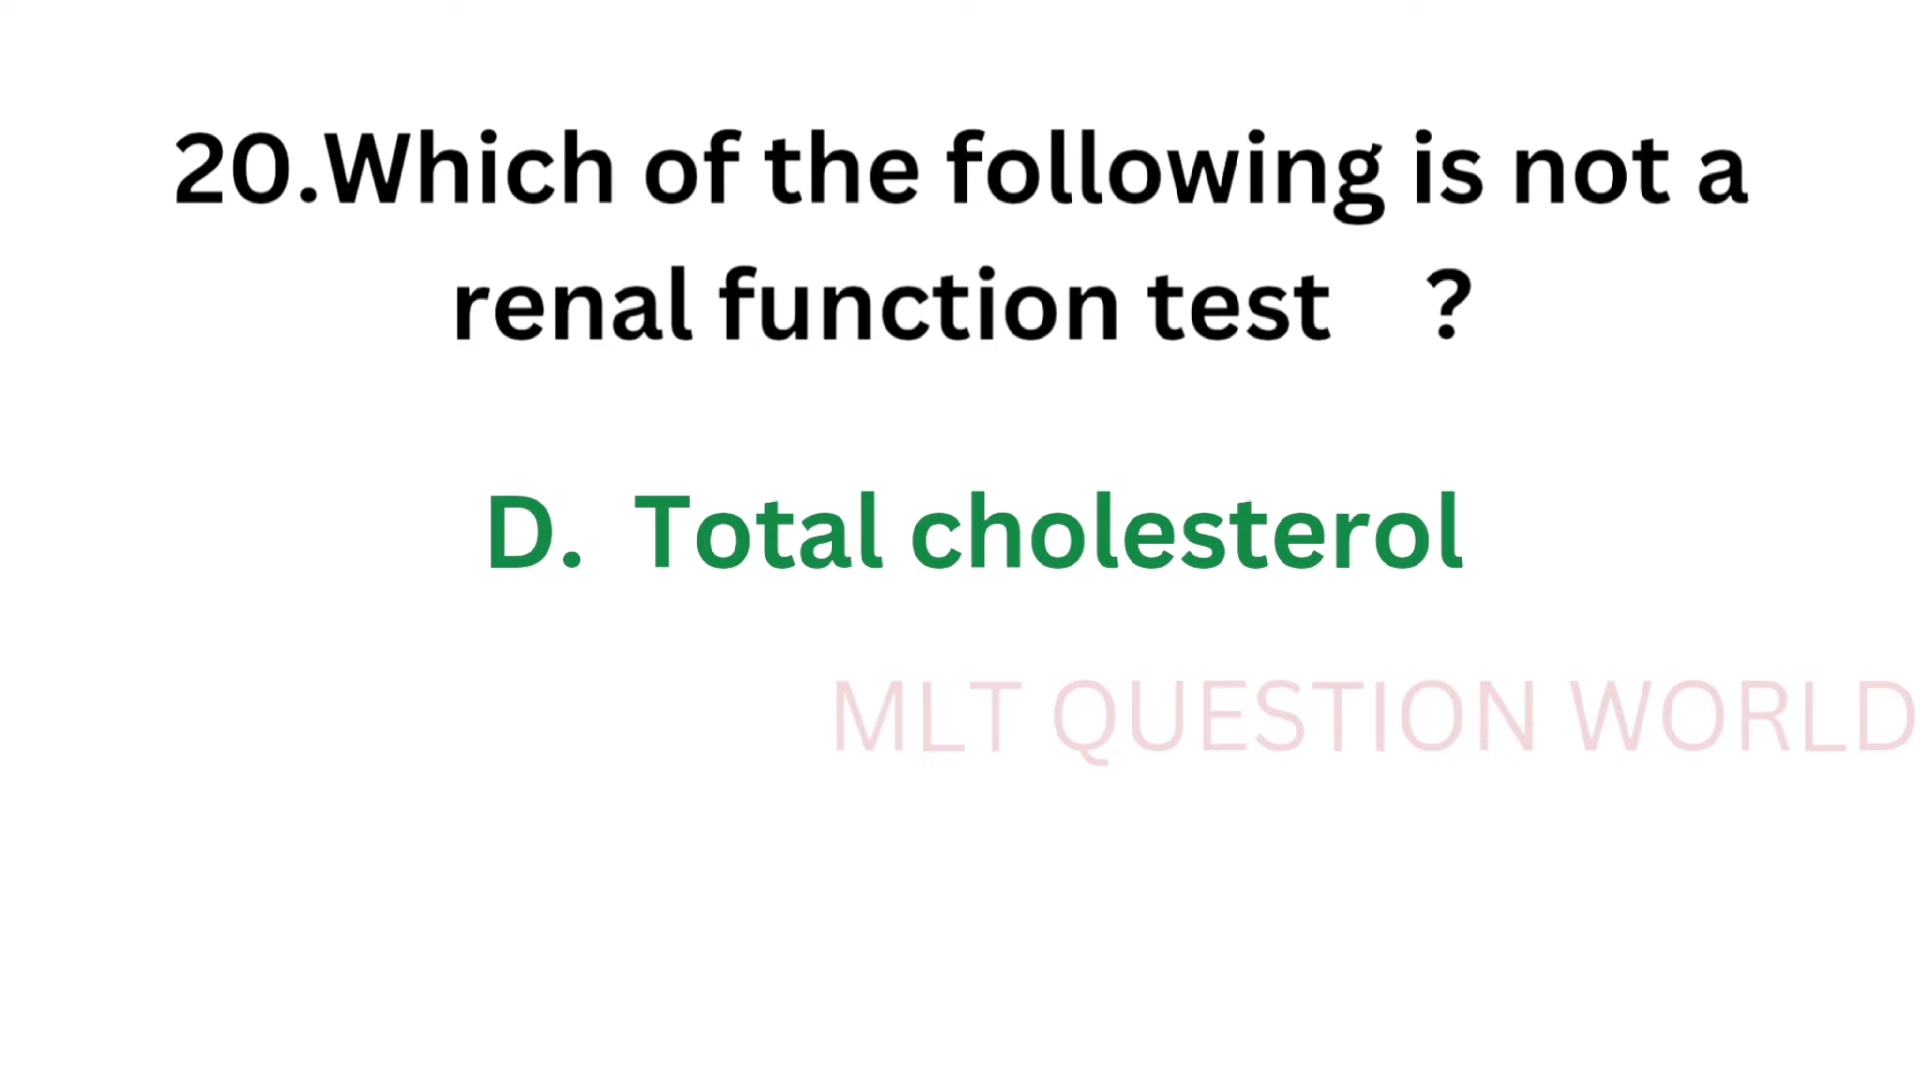 20.Which of the following is not a
renal function test ?
D. Total cholesterol
MLT QUESTION WORLD